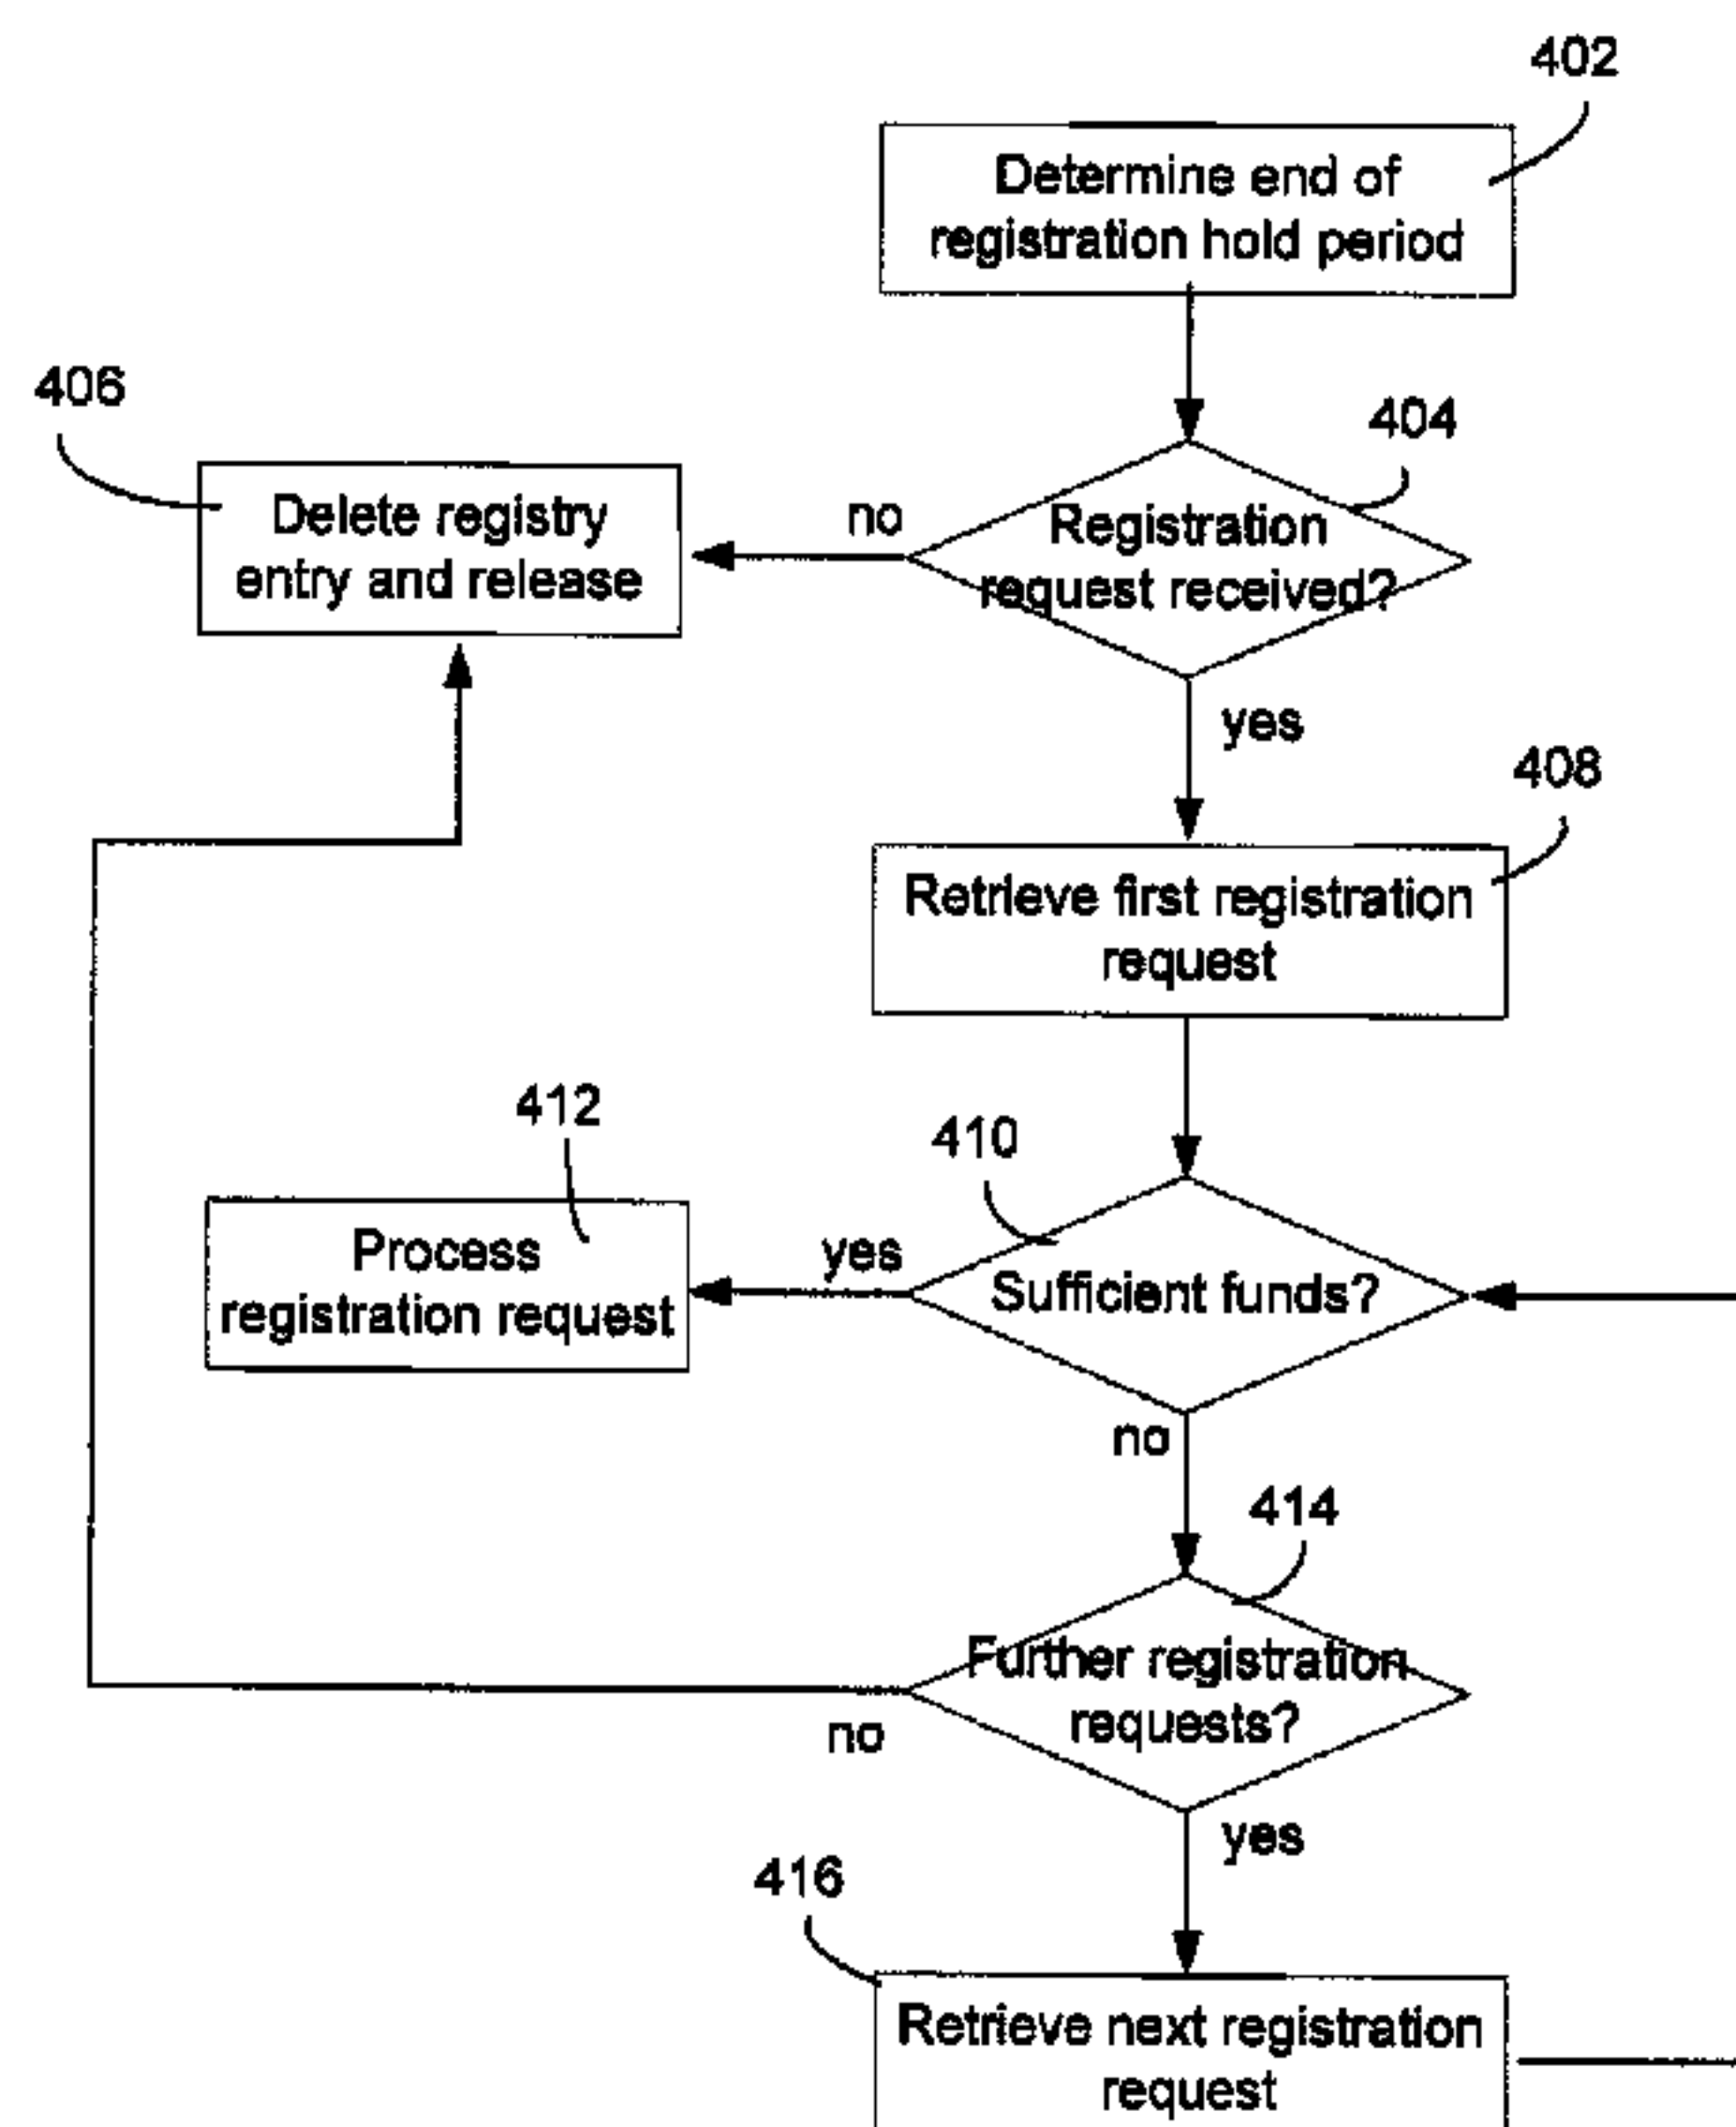 402
Determine end of
registration hold period
406
404
Delete registry
entry and release
no
Registration
request received?
yes
408
Retrieve first registration
request
412
410
Process
registration request
yes
Sufficient funds?
no
414
Further registration
requests?
no
yes
416
Retrieve next registration
request